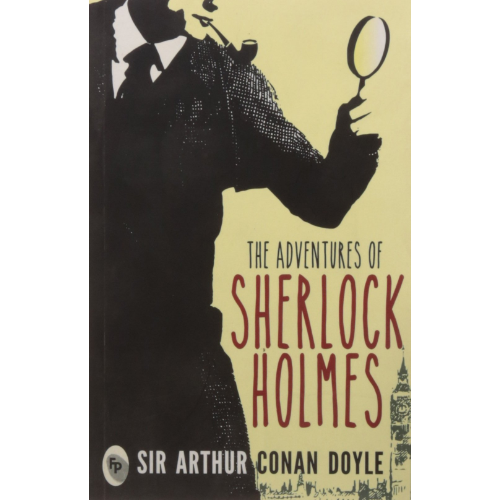 THE ADVENTURES OF
SHERLOCK
HOLMES
FP
SIR ARTHUR CONAN DOYLE